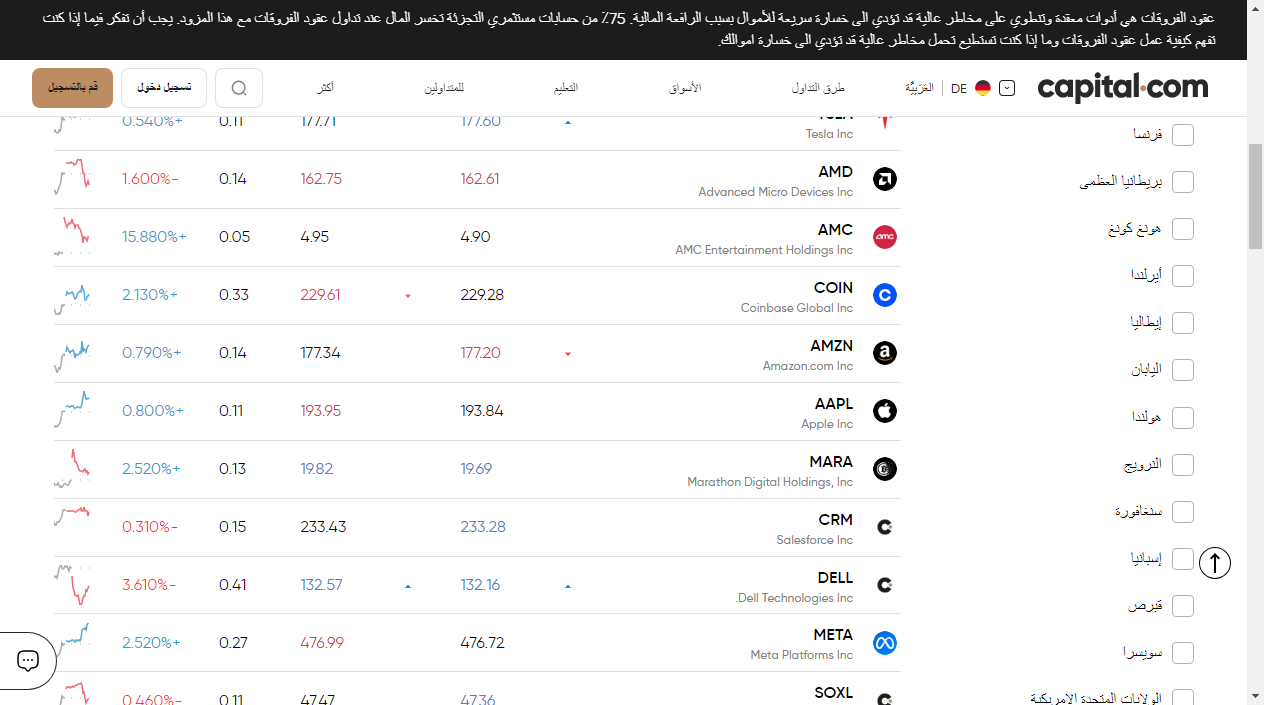 عقود الفروقات هي أدوات معقدة وتنطوي على مخاطر عالية قد تؤدي الى خسارة سريعة للأموال بسبب الرافعة المالية. 75٪ من حسابات مستثمري التجزئة تخسر المال عند تداول عقود الفروقات مع هذا المزود. يجب أن تفكر فيما إذا كنت
تفهم كيفية عمل عقود الفروقات وما إذا كنت تستطيع تحمل مخاطر عالية قد تؤدي الى خسارة اموالك.
capital.com DE العَرَبِيَّة طرق التداول الأسواق التعليم للمتداولين أكثر تسجيل دخول قم بالتسجيل
فرنسا
بريطانيا العظمى
هونغ كونغ
أيرلندا
إيطاليا
اليابان
هولندا
النرويج
سنغافورة
إسبانيا
قبرص
سويسرا
الولايات المتحدة الامريكية
TSLA 177.60 177.71 0.11 0.540%+
Tesla Inc
AMD 162.61 162.75 0.14 1.600%-
Advanced Micro Devices Inc
AMC 4.90 4.95 0.05 15.880%+
AMC Entertainment Holdings Inc
COIN 229.28 229.61 0.33 2.130%+
Coinbase Global Inc
AMZN 177.20 177.34 0.14 0.790%+
Amazon.com Inc
AAPL 193.84 193.95 0.11 0.800%+
Apple Inc
MARA 19.69 19.82 0.13 2.520%+
Marathon Digital Holdings, Inc
CRM 233.28 233.43 0.15 0.310%-
Salesforce Inc
DELL 132.16 132.57 0.41 3.610%-
.Dell Technologies Inc
META 476.72 476.99 0.27 2.520%+
Meta Platforms Inc
SOXL 47.36 47.47 0.11 0.460%-